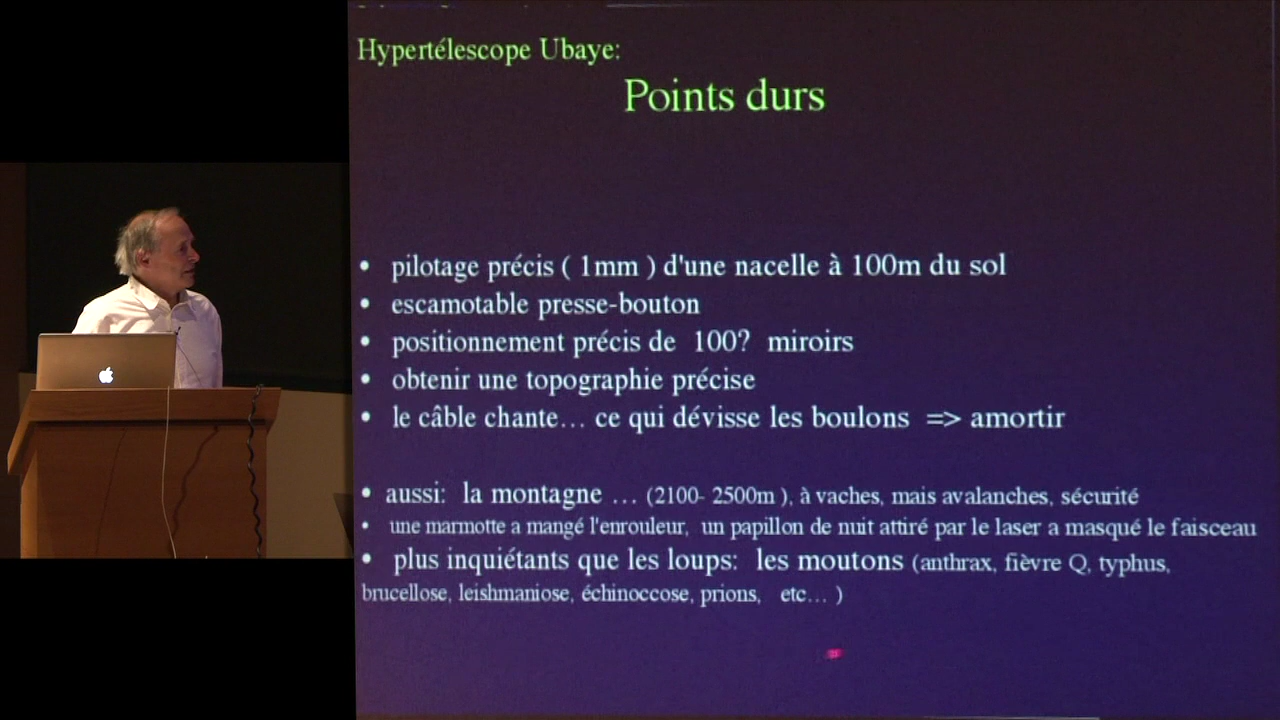 Hypertélescope Ubaye:
Points durs
• pilotage précis ( 1mm ) d'une nacelle à 100m du sol
• escamotable presse-bouton
• positionnement précis de 100? miroirs
• obtenir une topographie précise
• le câble chante… ce qui dévisse les boulons => amortir
• aussi: la montagne … (2100- 2500m ), à vaches, mais avalanches, sécurité
• une marmotte a mangé l'enrouleur, un papillon de nuit attiré par le laser a masqué le faisceau
• plus inquiétants que les loups: les moutons (anthrax, fièvre Q, typhus,
brucellose, leishmaniose, échinoccose, prions, etc… )